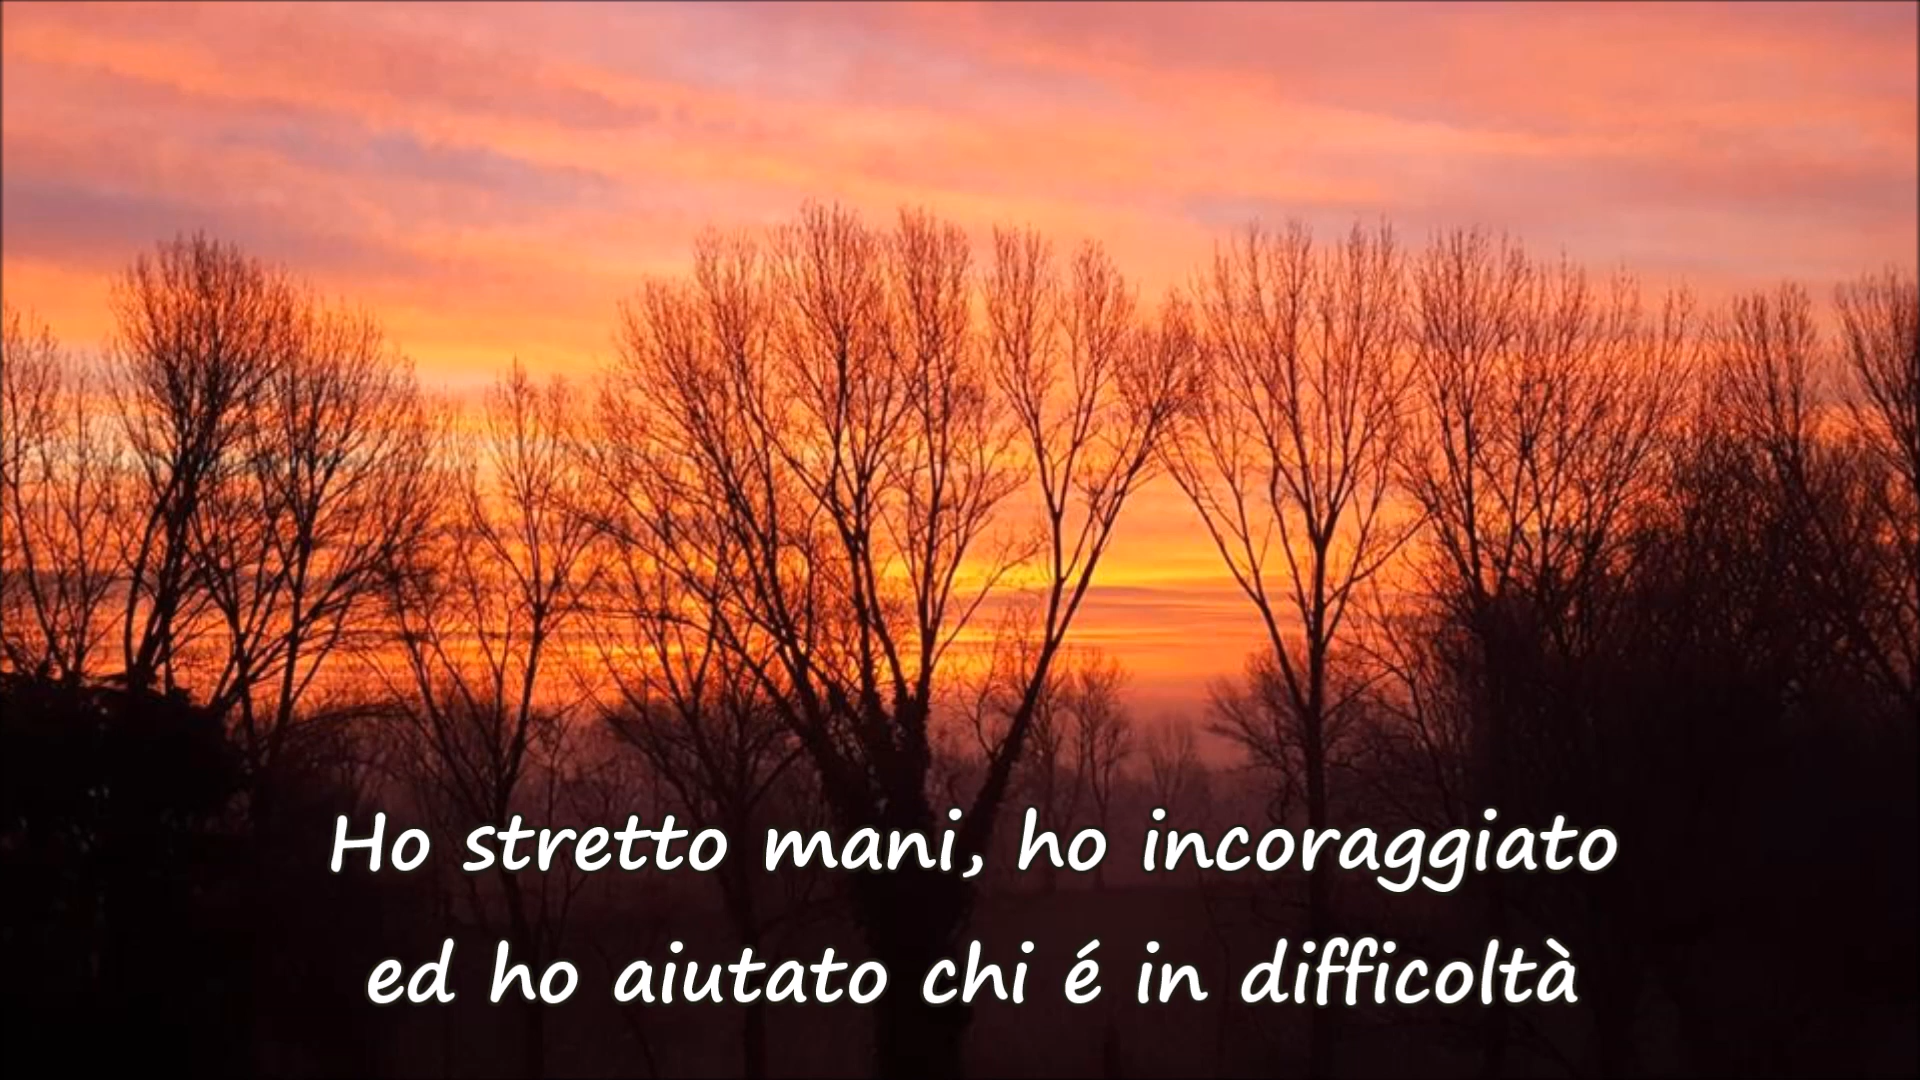 Ho stretto mani, ho incoraggiato
ed ho aiutato chi é in difficoltà